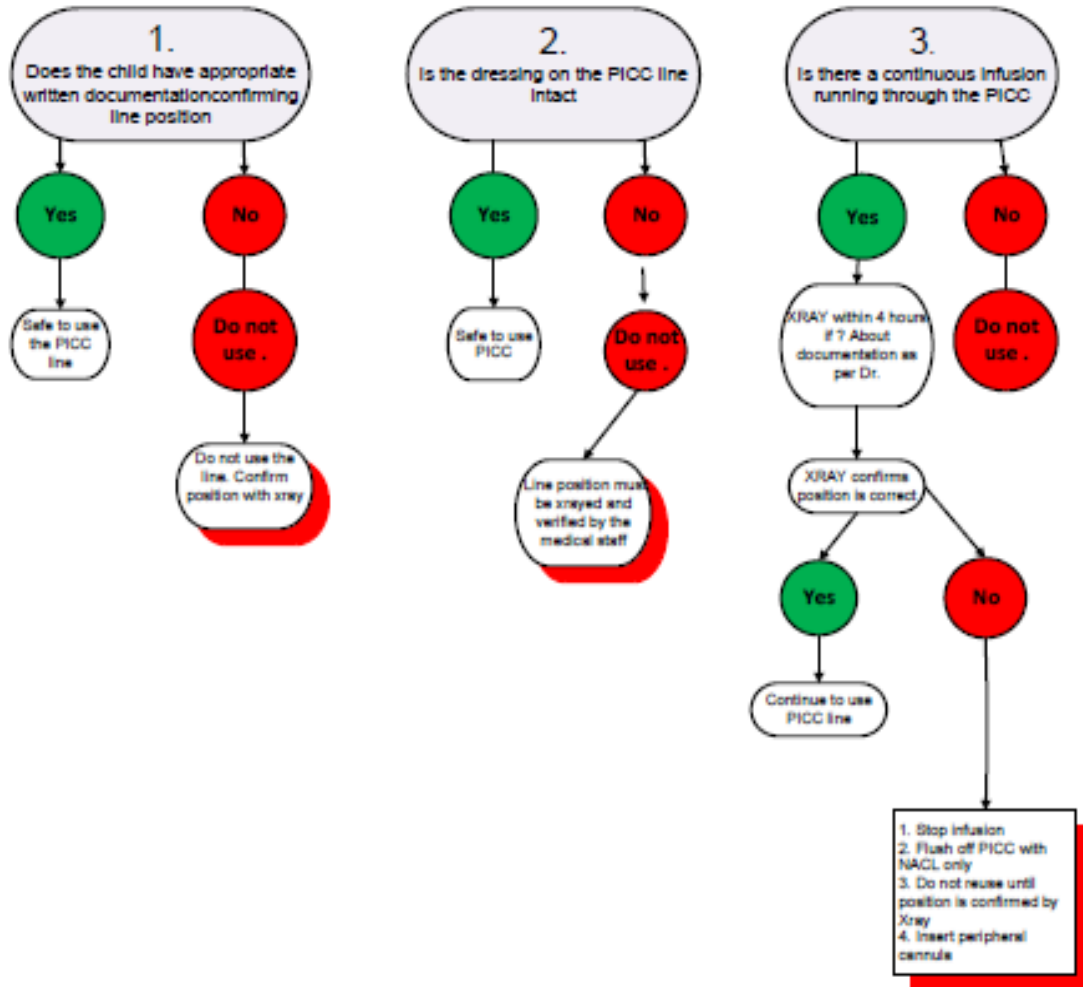 1.
Does the child have appropriate
written documentationconfirming
line position
Yes
No
Safe to use
the PICC
line
Do not
use .
Do not use the
line. Confirm
position with xray
2.
Is the dressing on the PICC line
intact
Yes
No
Safe to use
PICC
Do not
use .
Line position must
be xrayed and
verified by the
medical staff
3.
Is there a continuous infusion
running through the PICC
Yes
No
XRAY within 4 hours
if ? About
documentation as
per Dr.
Do not
use .
XRAY confirms
position is correct
Yes
No
Continue to use
PICC line
1. Stop infusion
2. Flush off PICC with
NACL only
3. Do not reuse until
position is confirmed by
Xray
4. Insert peripheral
cannula